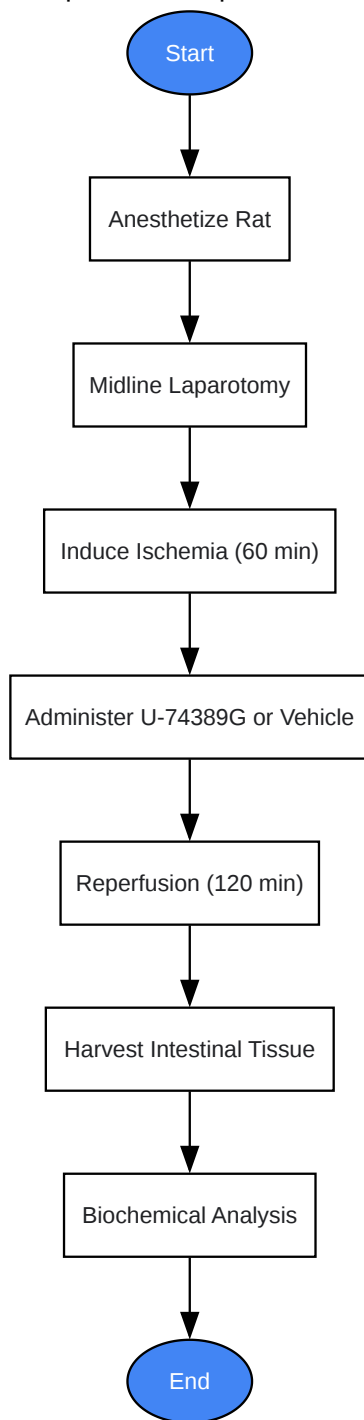 Start
Anesthetize Rat
Midline Laparotomy
Induce Ischemia (60 min)
Administer U-74389G or Vehicle
Reperfusion (120 min)
Harvest Intestinal Tissue
Biochemical Analysis
End